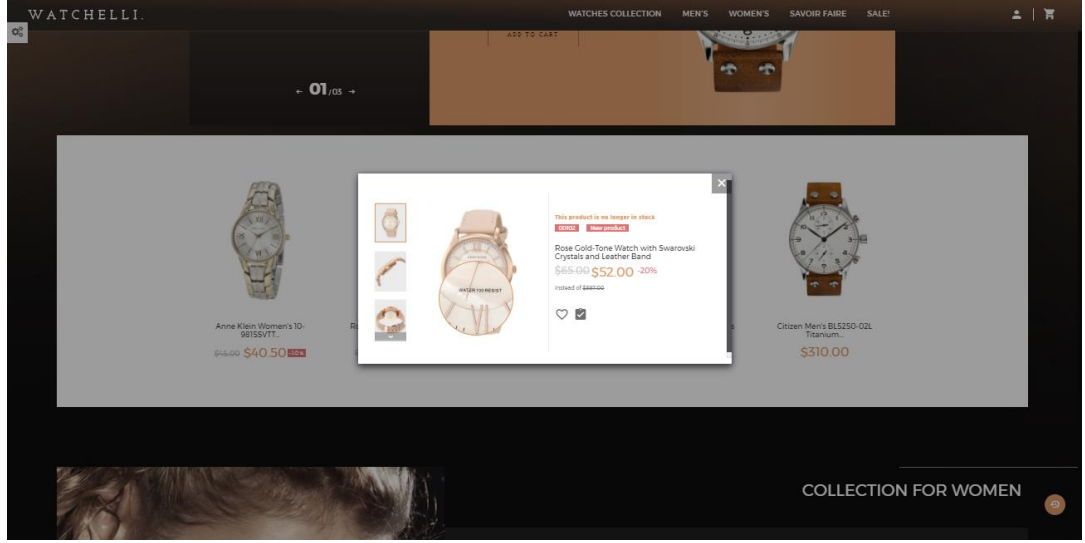 WATCHELLI.
WATCHES COLLECTION MEN'S WOMEN'S SAVOIR FAIRE SALE!
ADD TO CART
← 01/03 →
This product is no longer in stock
New product
Rose Gold-Tone Watch with Swarovski
Crystals and Leather Band
$65.00 $52.00 -20%
Instead of
WATER 100 RESIST
Anne Klein Women's 10-
9815SVTT...
$45.00 $40.50 -10%
Citizen Men's BL5250-02L
Titanium...
$310.00
COLLECTION FOR WOMEN